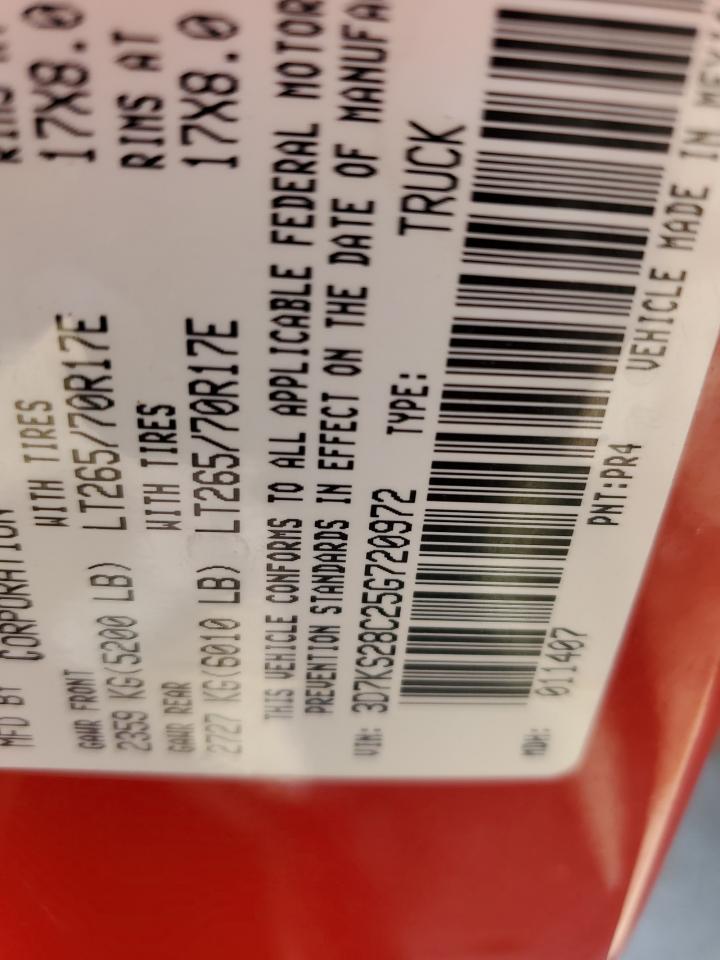 MFD BY CORPORATION
GAWR FRONT WITH TIRES RIMS AT
2359 KG(5200 LB) LT265/70R17E 17X8.0
GAWR REAR WITH TIRES RIMS AT
2727 KG(6010 LB) LT265/70R17E 17X8.0
THIS VEHICLE CONFORMS TO ALL APPLICABLE FEDERAL MOTOR
PREVENTION STANDARDS IN EFFECT ON THE DATE OF MANUFA
VIN: 3D7KS28C25G720972 TYPE: TRUCK
MDH: 011407 PNT:PR4 VEHICLE MADE IN